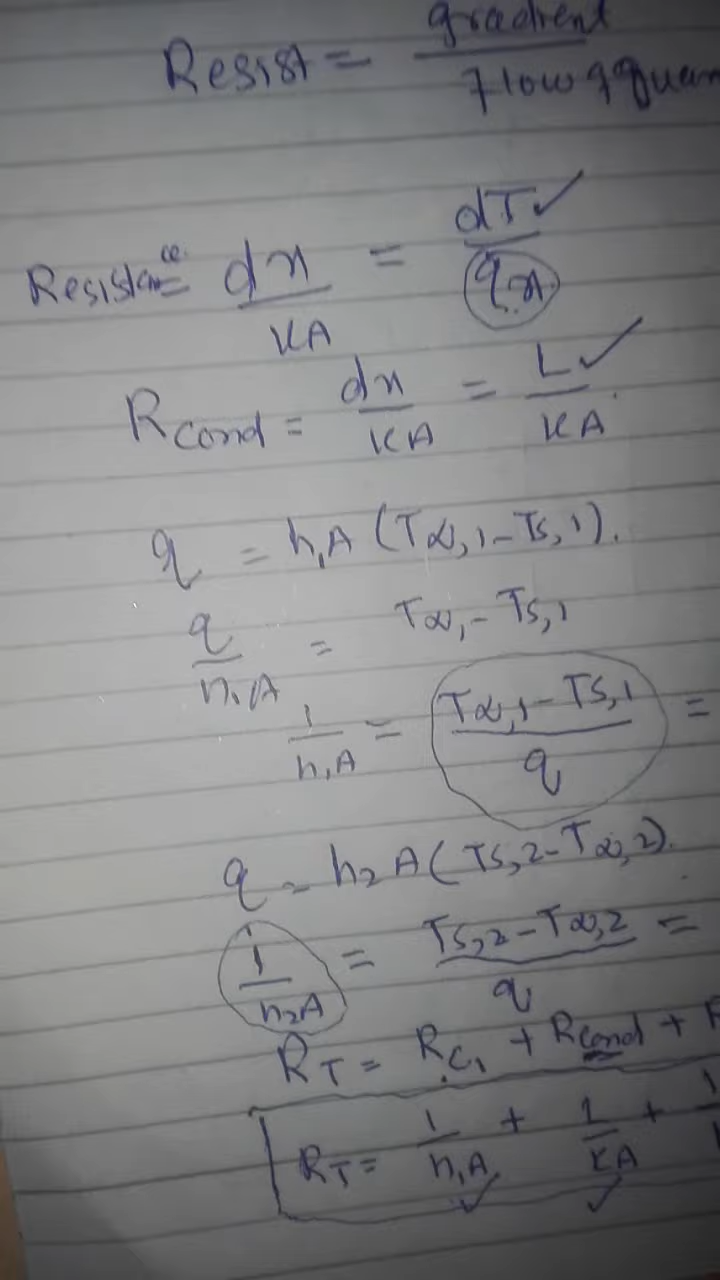 Resist = gradient / flow q quan
Resistance = dx / KA = dT / qx
Rcond = dx / KA = L / KA
q = h1A (T∞,1 - Ts,1).
q / h1A = T∞,- Ts,1
1 / h1A = T∞,1 - Ts,1 / q =
q = h2A (Ts,2 - T∞,2).
1 / h2A = Ts,2 - T∞,2 / q =
RT = Rc1 + Rcond + R
RT = 1 / h1A + 1 / KA + 1